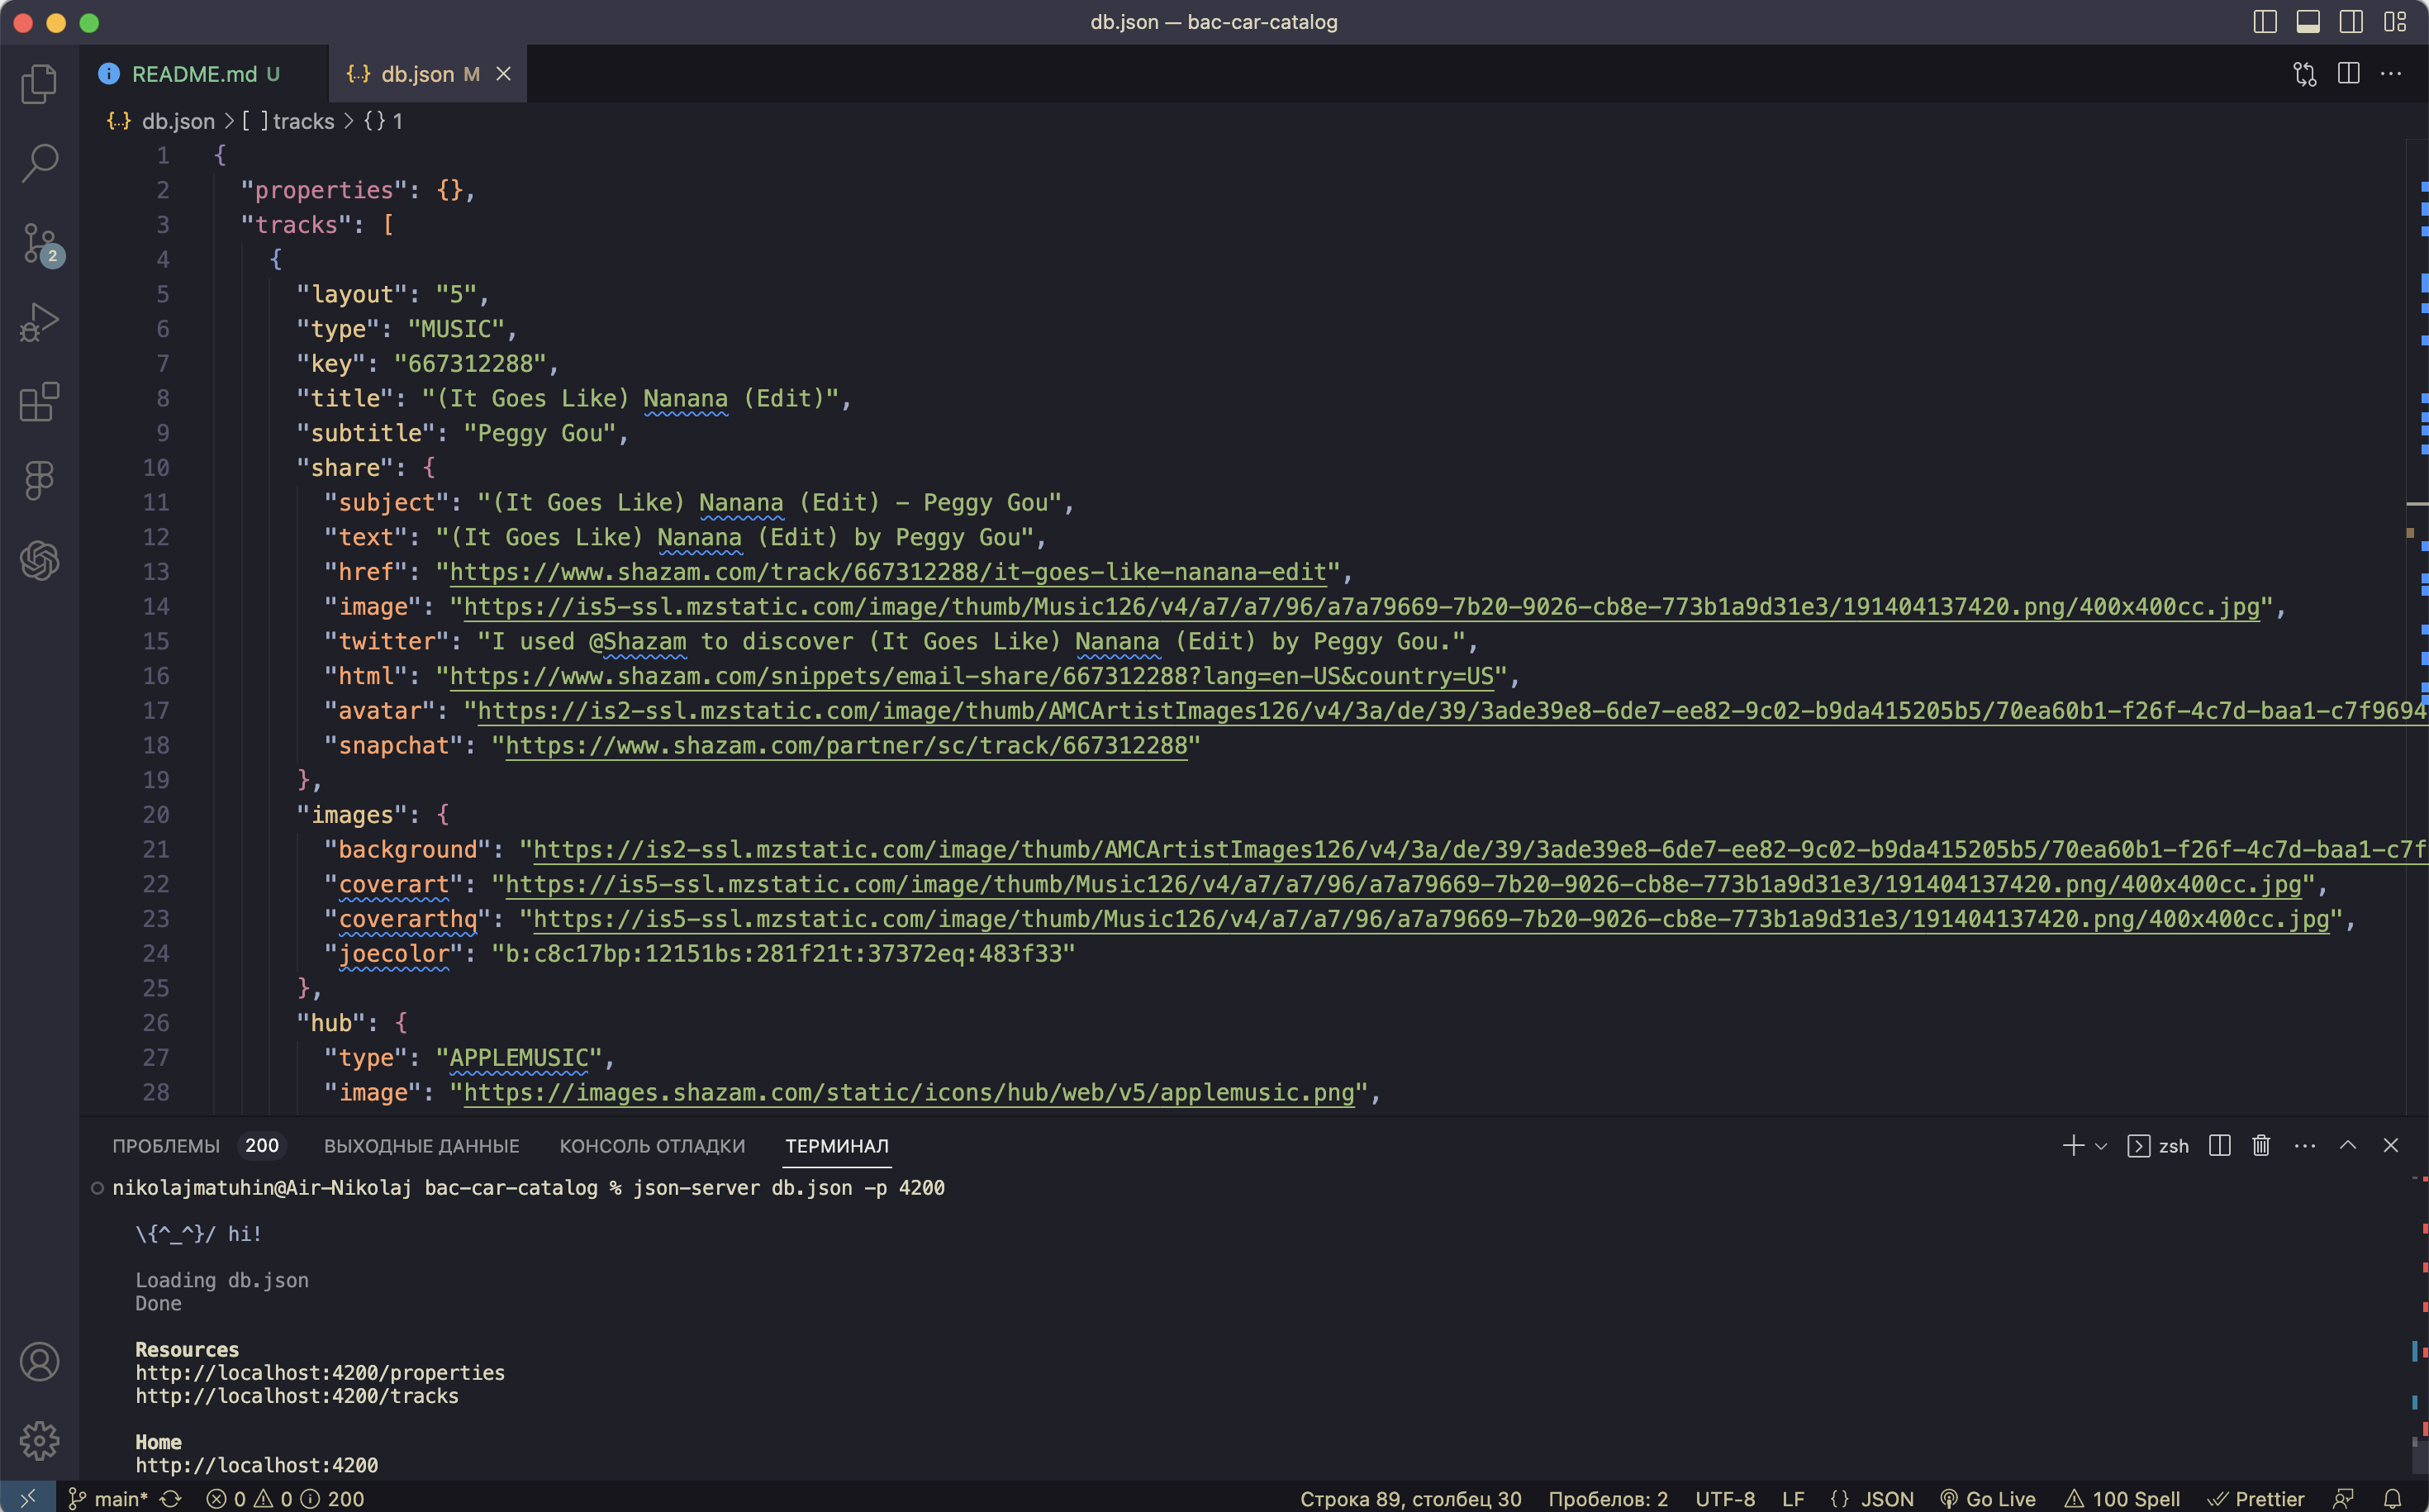 db.json — bac-car-catalog
README.md U
{..} db.json M
{..} db.json > [ ] tracks > {} 1
1 {
2 "properties": {},
3 "tracks": [
4 {
5 "layout": "5",
6 "type": "MUSIC",
7 "key": "667312288",
8 "title": "(It Goes Like) Nanana (Edit)",
9 "subtitle": "Peggy Gou",
10 "share": {
11 "subject": "(It Goes Like) Nanana (Edit) - Peggy Gou",
12 "text": "(It Goes Like) Nanana (Edit) by Peggy Gou",
13 "href": "https://www.shazam.com/track/667312288/it-goes-like-nanana-edit",
14 "image": "https://is5-ssl.mzstatic.com/image/thumb/Music126/v4/a7/a7/96/a7a79669-7b20-9026-cb8e-773b1a9d31e3/191404137420.png/400x400cc.jpg",
15 "twitter": "I used @Shazam to discover (It Goes Like) Nanana (Edit) by Peggy Gou.",
16 "html": "https://www.shazam.com/snippets/email-share/667312288?lang=en-US&country=US",
17 "avatar": "https://is2-ssl.mzstatic.com/image/thumb/AMCArtistImages126/v4/3a/de/39/3ade39e8-6de7-ee82-9c02-b9da415205b5/70ea60b1-f26f-4c7d-baa1-c7f9694
18 "snapchat": "https://www.shazam.com/partner/sc/track/667312288"
19 },
20 "images": {
21 "background": "https://is2-ssl.mzstatic.com/image/thumb/AMCArtistImages126/v4/3a/de/39/3ade39e8-6de7-ee82-9c02-b9da415205b5/70ea60b1-f26f-4c7d-baa1-c7f
22 "coverart": "https://is5-ssl.mzstatic.com/image/thumb/Music126/v4/a7/a7/96/a7a79669-7b20-9026-cb8e-773b1a9d31e3/191404137420.png/400x400cc.jpg",
23 "coverarthq": "https://is5-ssl.mzstatic.com/image/thumb/Music126/v4/a7/a7/96/a7a79669-7b20-9026-cb8e-773b1a9d31e3/191404137420.png/400x400cc.jpg",
24 "joecolor": "b:c8c17bp:12151bs:281f21t:37372eq:483f33"
25 },
26 "hub": {
27 "type": "APPLEMUSIC",
28 "image": "https://images.shazam.com/static/icons/hub/web/v5/applemusic.png",
2
ПРОБЛЕМЫ 200 ВЫХОДНЫЕ ДАННЫЕ КОНСОЛЬ ОТЛАДКИ ТЕРМИНАЛ zsh
nikolajmatuhin@Air-Nikolaj bac-car-catalog % json-server db.json -p 4200
\{^_^}/ hi!
Loading db.json
Done
Resources
http://localhost:4200/properties
http://localhost:4200/tracks
Home
http://localhost:4200
main* 0 0 200 Строка 89, столбец 30 Пробелов: 2 UTF-8 LF {} JSON Go Live 100 Spell Prettier